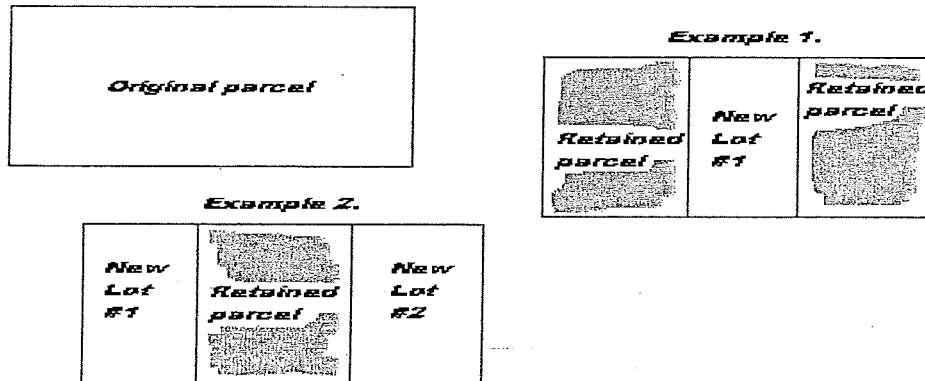 Original parcel
Example 1.
Retained
parcel
New
Lot
#1
Retained
parcel
Example 2.
New
Lot
#1
Retained
parcel
New
Lot
#2